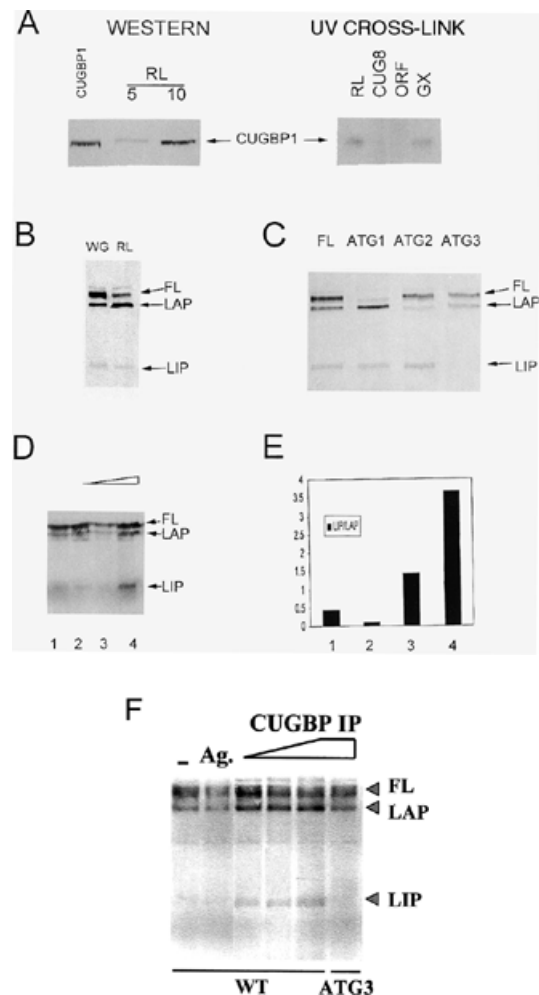 A
WESTERN
UV CROSS-LINK
CUGBP1
RL
5 10
RL
CUG8
ORF
GX
CUGBP1
B
WG RL
FL
LAP
LIP
C
FL ATG1 ATG2 ATG3
FL
LAP
LIP
D
FL
LAP
LIP
1 2 3 4
E
4
3.5
3
2.5
2
1.5
1
0.5
0
LIP/LAP
1 2 3 4
F
CUGBP IP
- Ag.
FL
LAP
LIP
WT ATG3